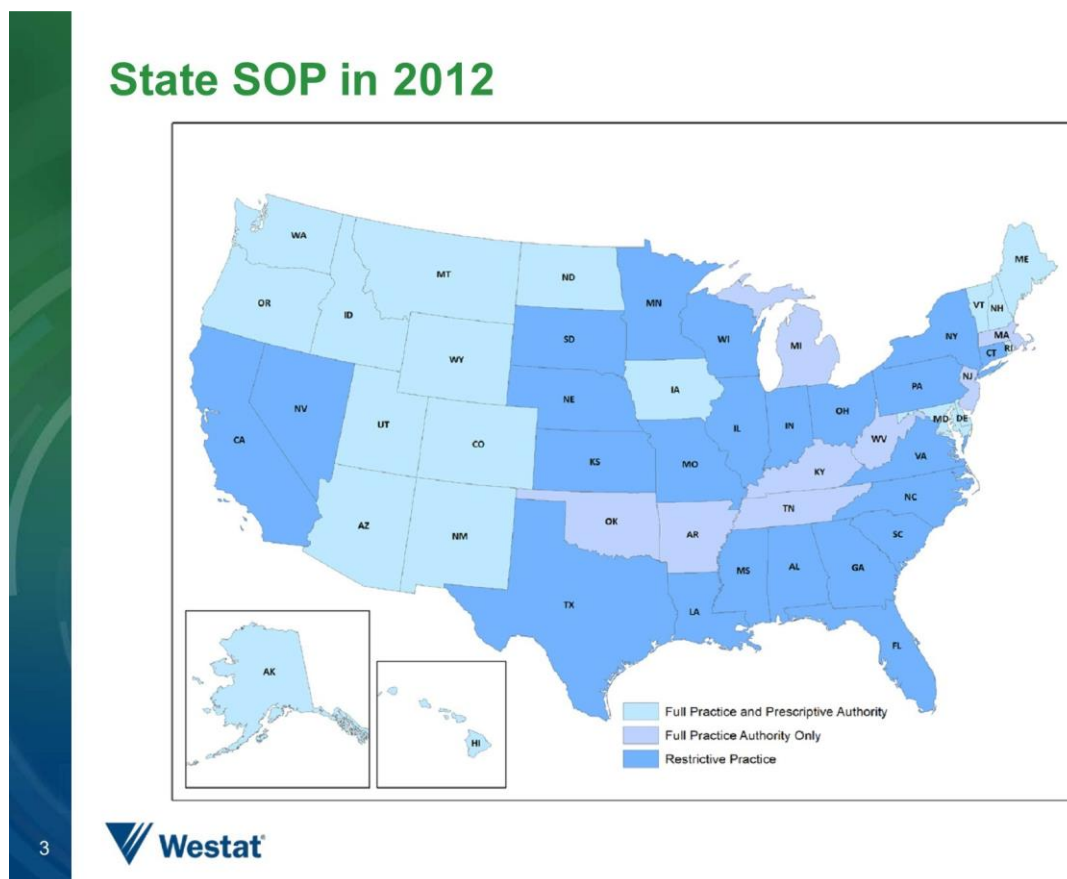 State SOP in 2012
WA
MT
ND
ME
OR
ID
MN
VT
NH
SD
WI
NY
WY
MI
MA
CT
RI
IA
PA
NE
NJ
NV
OH
MD
DE
UT
IL
IN
CA
CO
WV
VA
KS
MO
KY
NC
TN
OK
AZ
NM
AR
SC
MS
AL
GA
TX
LA
FL
AK
HI
Full Practice and Prescriptive Authority
Full Practice Authority Only
Restrictive Practice
3
Westat®